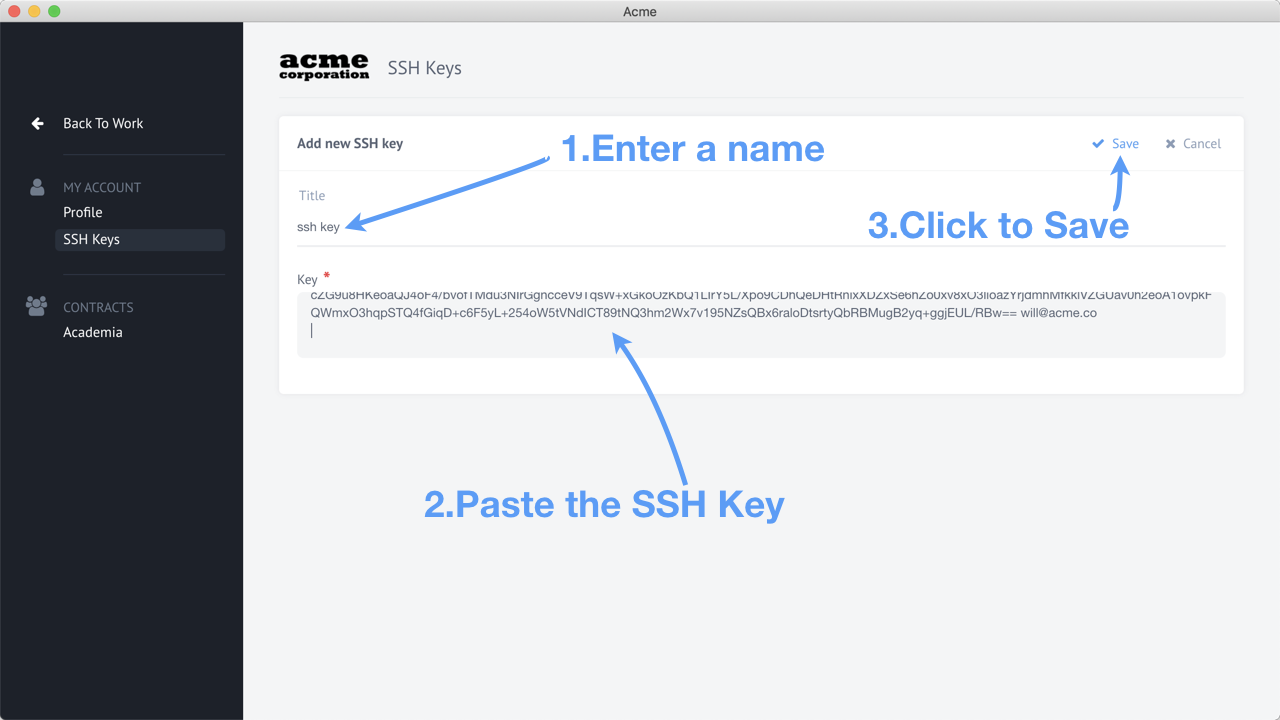 Acme
acme
corporation
SSH Keys
Back To Work
MY ACCOUNT
Profile
SSH Keys
CONTRACTS
Academia
Add new SSH key
1.Enter a name
Save
Cancel
Title
ssh key
3.Click to Save
Key *
QWmxO3hqpSTQ4fGiqD+c6F5yL+254oW5tVNdICT89tNQ3hm2Wx7v195NZsQBx6raloDtsrtyQbRBMugB2yq+ggjEUL/RBw== will@acme.co
2.Paste the SSH Key